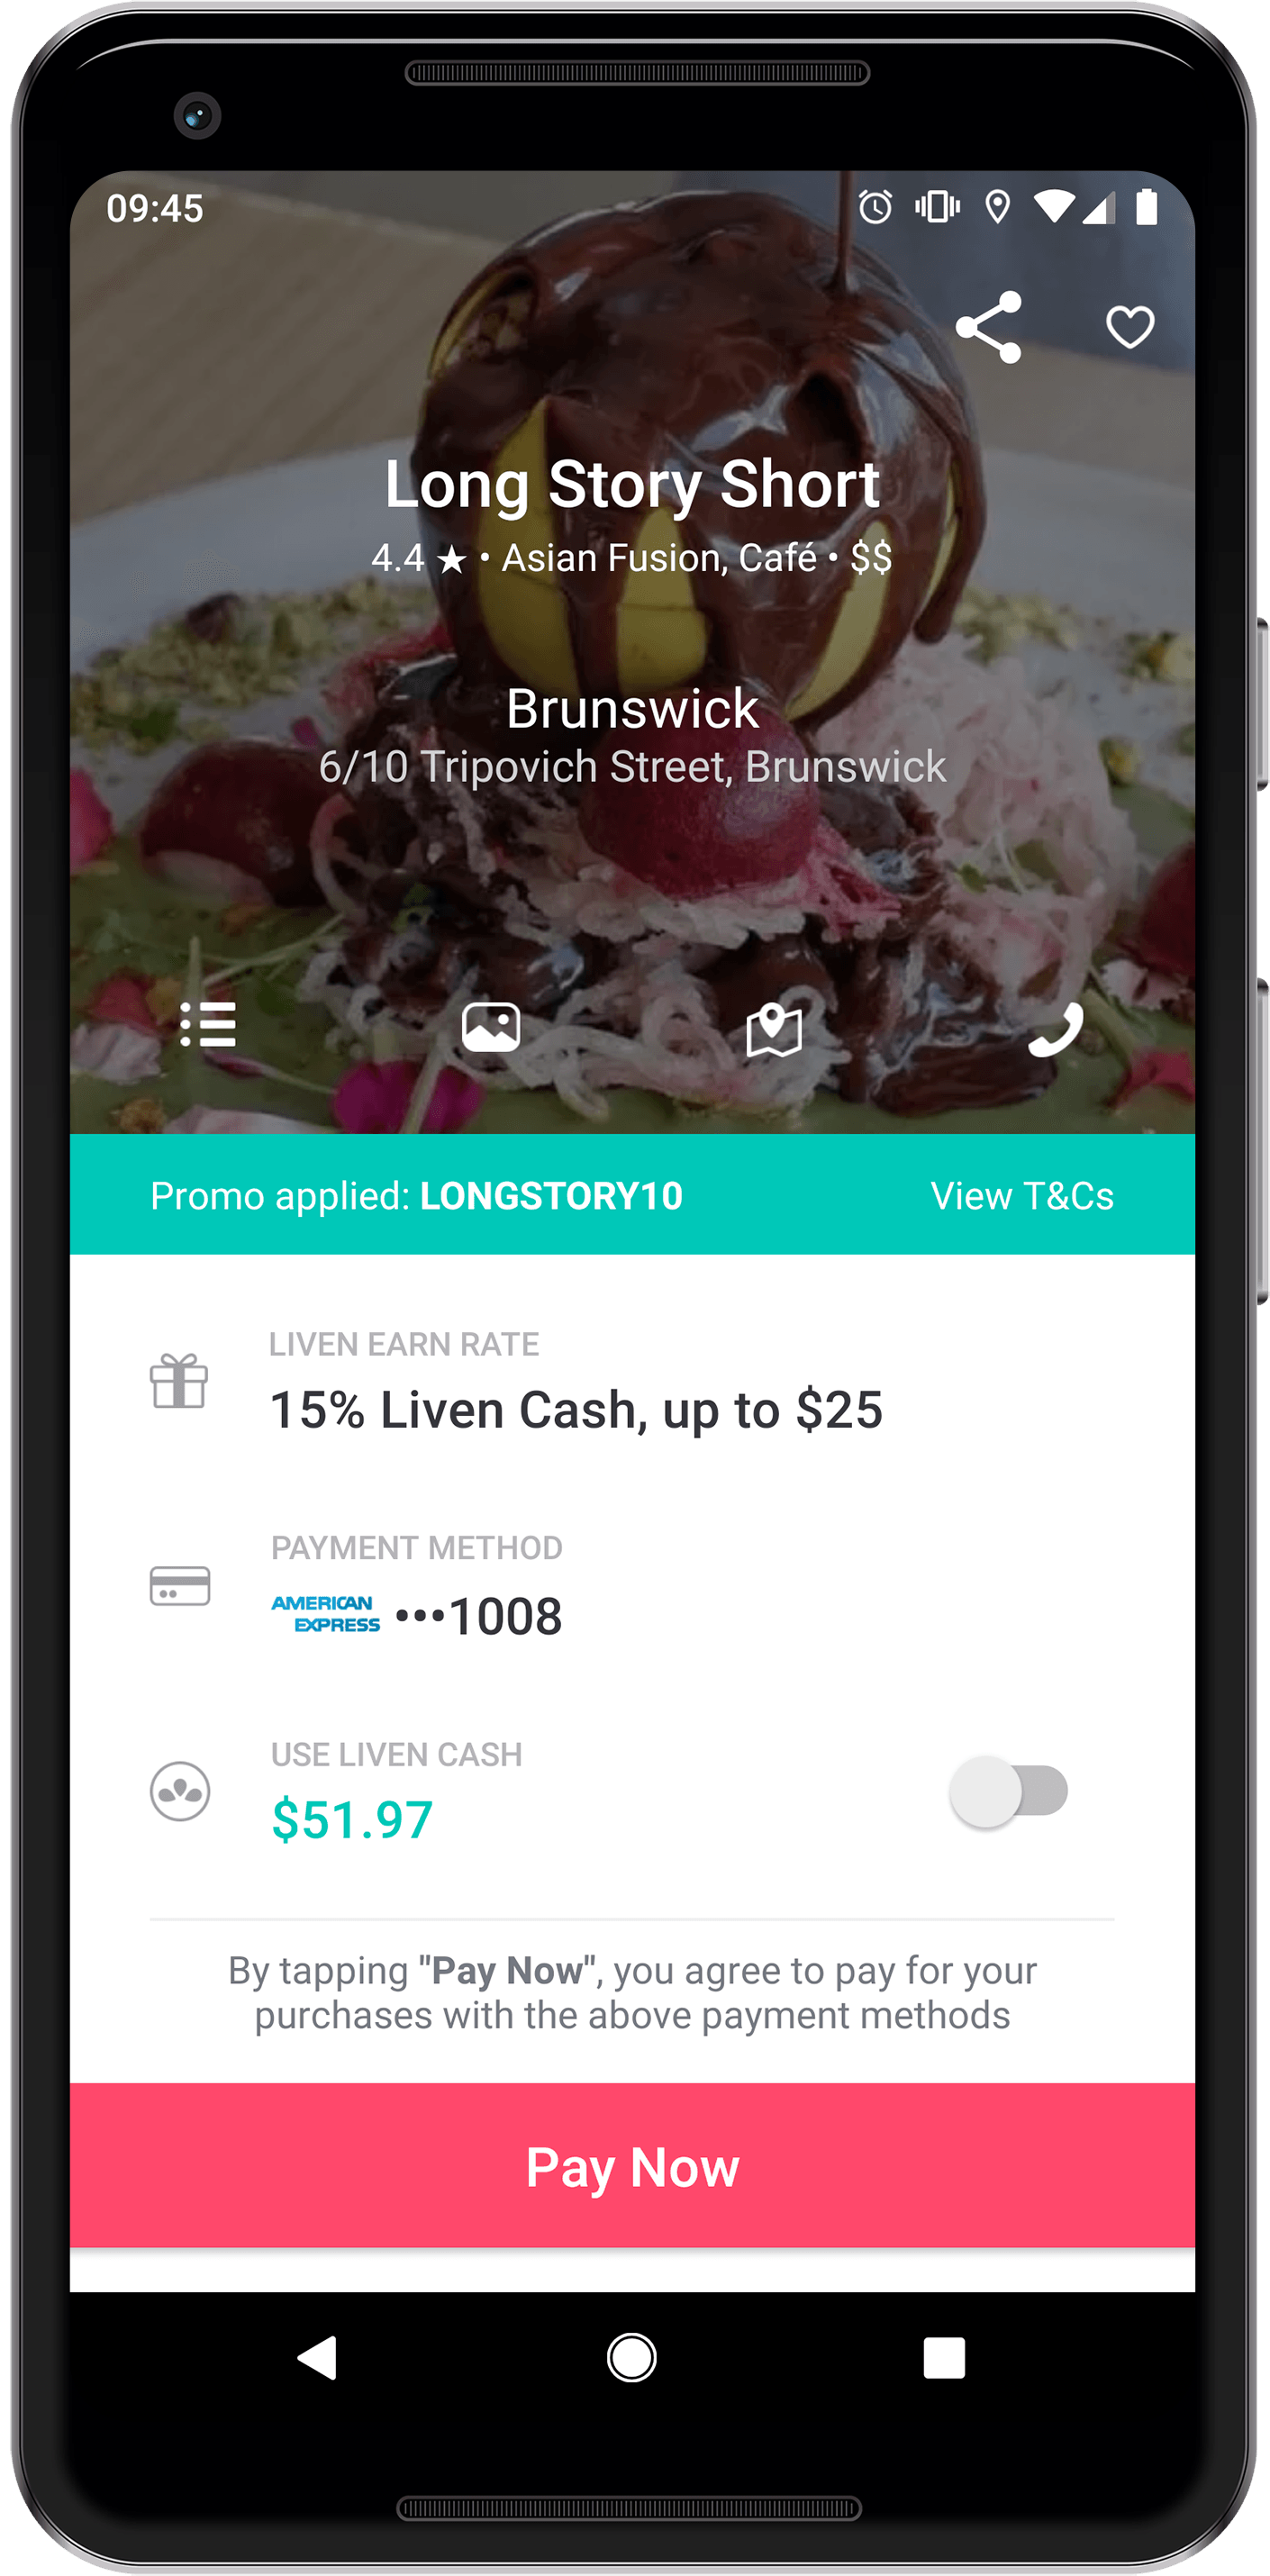 09:45
Long Story Short
4.4 ★ • Asian Fusion, Café • $$
Brunswick
6/10 Tripovich Street, Brunswick
Promo applied: LONGSTORY10 View T&Cs
LIVEN EARN RATE
15% Liven Cash, up to $25
PAYMENT METHOD
AMERICAN
EXPRESS •••1008
USE LIVEN CASH
$51.97
By tapping "Pay Now", you agree to pay for your
purchases with the above payment methods
Pay Now